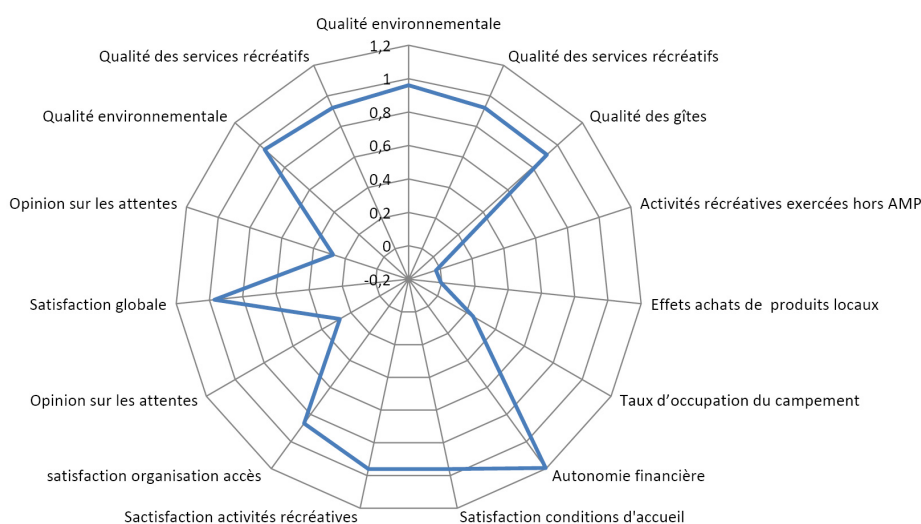 Qualité environnementale
1,2
Qualité des services récréatifs
Qualité des services récréatifs
1
Qualité environnementale
Qualité des gîtes
0,8
0,6
0,4
Opinion sur les attentes
Activités récréatives exercées hors AMP
0,2
0
-0,2
Satisfaction globale
Effets achats de produits locaux
Opinion sur les attentes
Taux d’occupation du campement
satisfaction organisation accès
Autonomie financière
Sactisfaction activités récréatives
Satisfaction conditions d'accueil